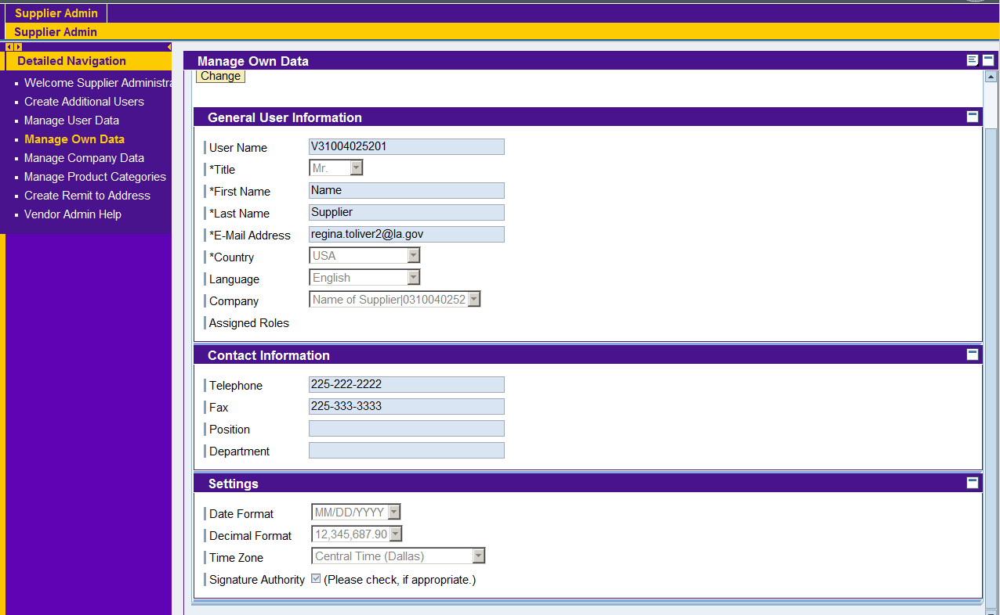 Supplier Admin
Supplier Admin
Detailed Navigation
Welcome Supplier Administra
Create Additional Users
Manage User Data
Manage Own Data
Manage Company Data
Manage Product Categories
Create Remit to Address
Vendor Admin Help
Manage Own Data
Change
General User Information
User Name V31004025201
*Title Mr.
*First Name Name
*Last Name Supplier
*E-Mail Address regina.toliver2@la.gov
*Country USA
Language English
Company Name of Supplier|0310040252
Assigned Roles
Contact Information
Telephone 225-222-2222
Fax 225-333-3333
Position
Department
Settings
Date Format MM/DD/YYYY
Decimal Format 12,345,687.90
Time Zone Central Time (Dallas)
Signature Authority (Please check, if appropriate.)